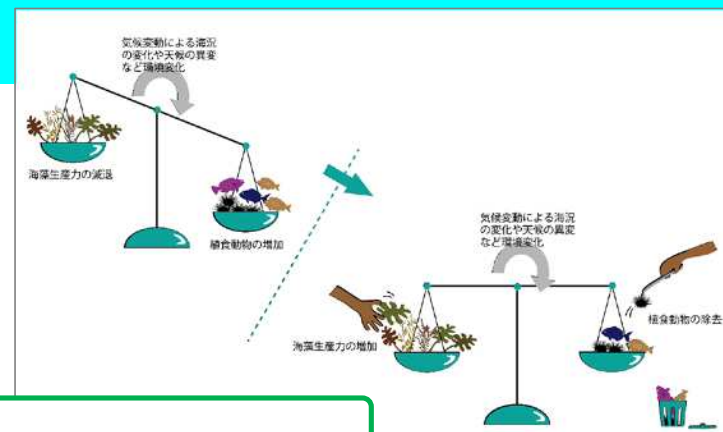 気候変動による海況
の変化や天候の異変
など環境変化
海藻生産力の減退
植食動物の増加
気候変動による海況
の変化や天候の異変
など環境変化
植食動物の除去
海藻生産力の増加